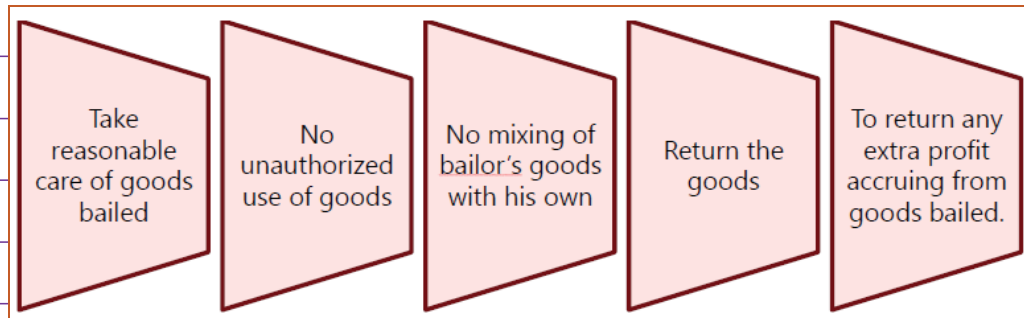 Take
reasonable
care of goods
bailed
No
unauthorized
use of goods
No mixing of
bailor’s goods
with his own
Return the
goods
To return any
extra profit
accruing from
goods bailed.